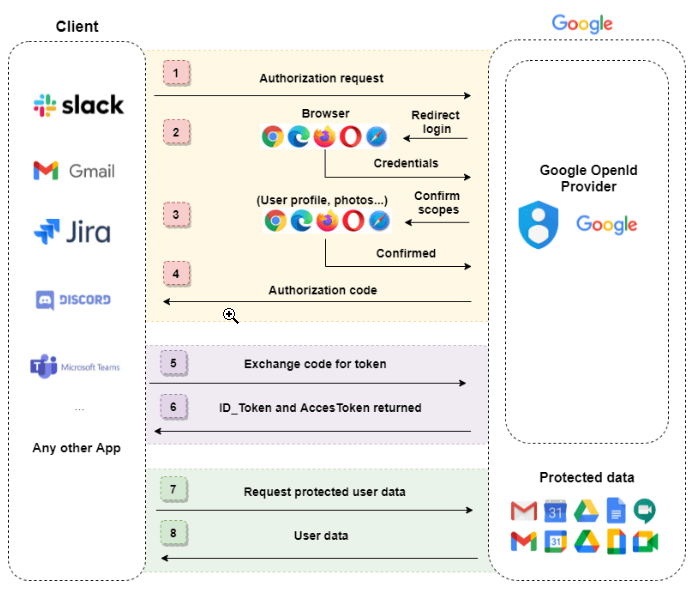 Client
Google
1
Authorization request
slack
2
Browser
Redirect
login
Gmail
Credentials
Google OpenId
Provider
Google
3
(User profile, photos...)
Confirm
scopes
Jira
4
Confirmed
Authorization code
DISCORD
5
Exchange code for token
Microsoft Teams
6
ID_Token and AccesToken returned
...
Any other App
7
Request protected user data
Protected data
31
8
User data
31